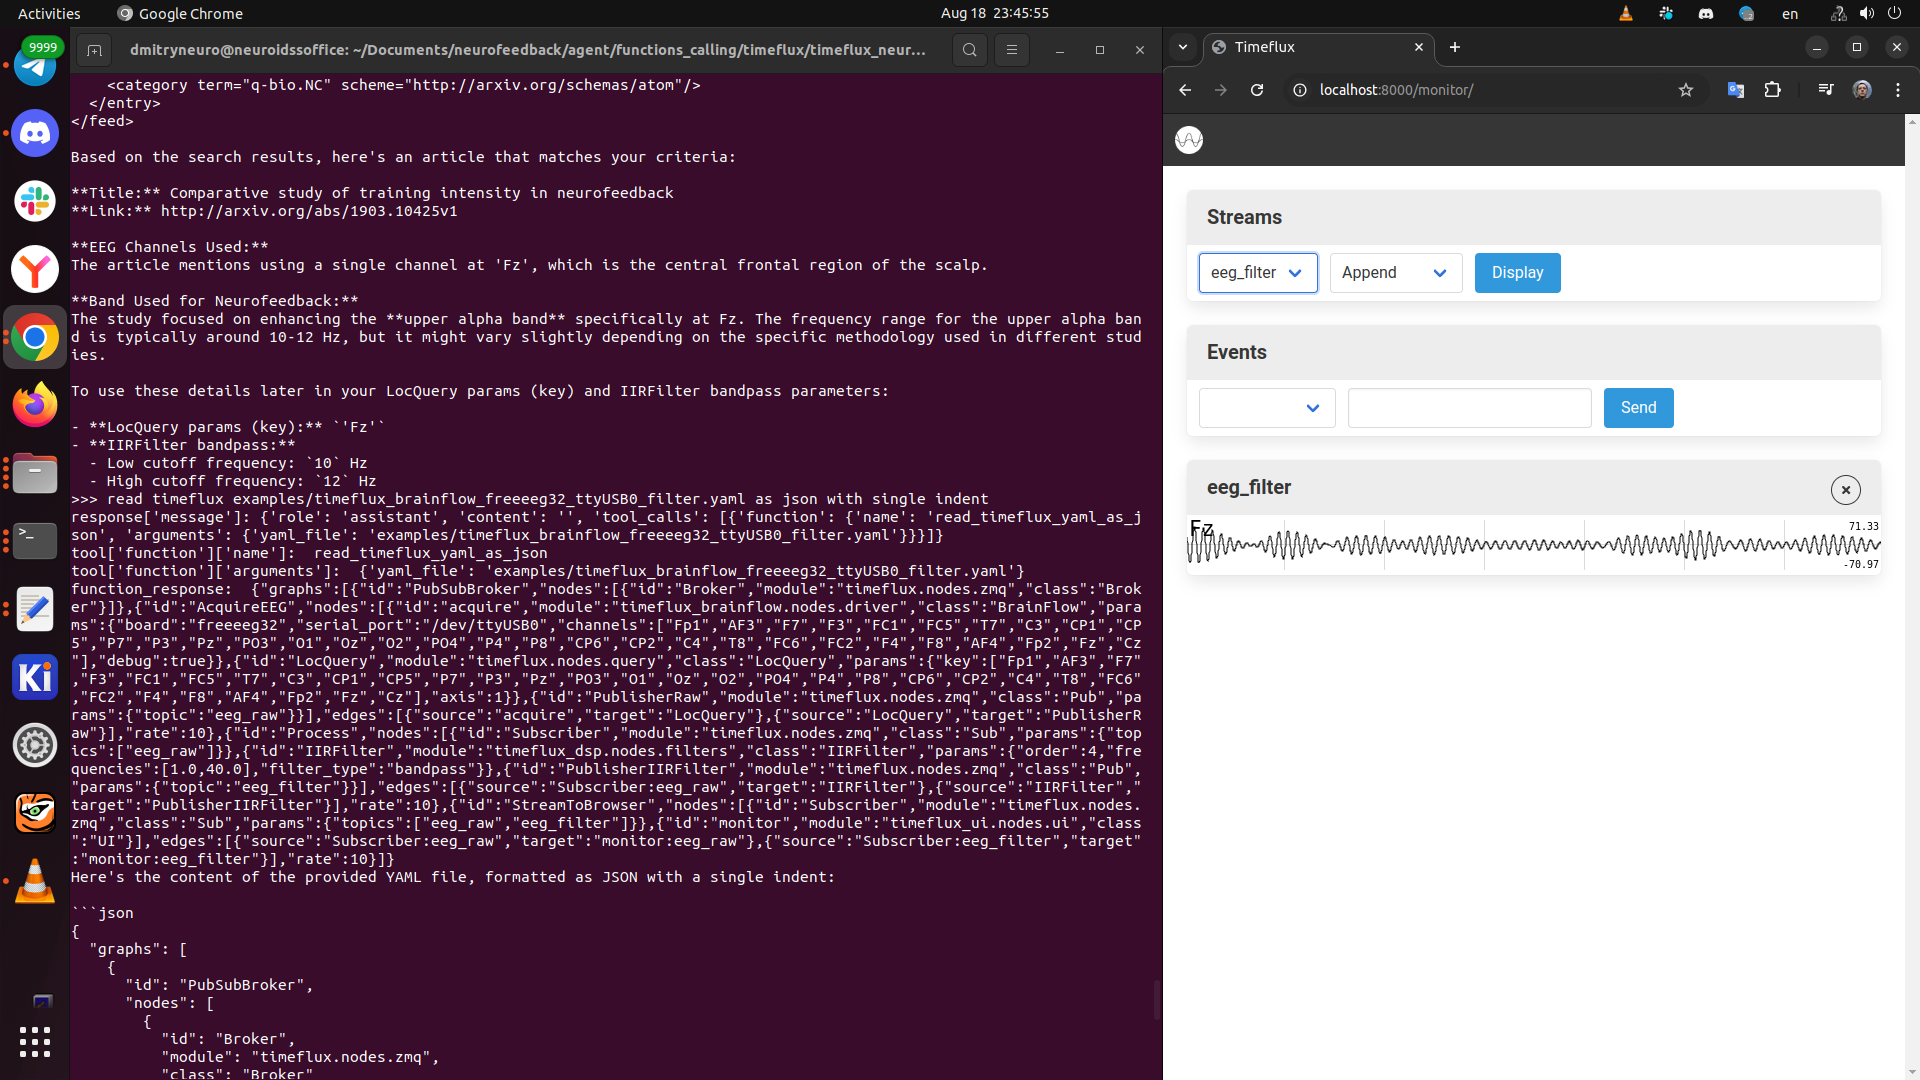 Activities
Google Chrome
Aug 18 23:45:55
en
9999
dmitryneuro@neuroidssoffice: ~/Documents/neurofeedback/agent/functions_calling/timeflux/timeflux_neur...
<category term="q-bio.NC" scheme="http://arxiv.org/schemas/atom"/>
</entry>
</feed>
Based on the search results, here's an article that matches your criteria:
**Title:** Comparative study of training intensity in neurofeedback
**Link:** http://arxiv.org/abs/1903.10425v1
**EEG Channels Used:**
The article mentions using a single channel at 'Fz', which is the central frontal region of the scalp.
**Band Used for Neurofeedback:**
The study focused on enhancing the **upper alpha band** specifically at Fz. The frequency range for the upper alpha ban
d is typically around 10-12 Hz, but it might vary slightly depending on the specific methodology used in different stud
ies.
To use these details later in your LocQuery params (key) and IIRFilter bandpass parameters:
- **LocQuery params (key):** `'Fz'`
- **IIRFilter bandpass:**
- Low cutoff frequency: `10` Hz
- High cutoff frequency: `12` Hz
>>> read timeflux examples/timeflux_brainflow_freeeeg32_ttyUSB0_filter.yaml as json with single indent
response['message']: {'role': 'assistant', 'content': '', 'tool_calls': [{'function': {'name': 'read_timeflux_yaml_as_j
son', 'arguments': {'yaml_file': 'examples/timeflux_brainflow_freeeeg32_ttyUSB0_filter.yaml'}}}]}
tool['function']['name']:  read_timeflux_yaml_as_json
tool['function']['arguments']:  {'yaml_file': 'examples/timeflux_brainflow_freeeeg32_ttyUSB0_filter.yaml'}
function_response:  {"graphs":[{"id":"PubSubBroker","nodes":[{"id":"Broker","module":"timeflux.nodes.zmq","class":"Brok
er"}]},{"id":"AcquireEEG","nodes":[{"id":"acquire","module":"timeflux_brainflow.nodes.driver","class":"BrainFlow","para
ms":{"board":"freeeeg32","serial_port":"/dev/ttyUSB0","channels":["Fp1","AF3","F7","F3","FC1","FC5","T7","C3","CP1","CP
5","P7","P3","Pz","PO3","O1","Oz","O2","PO4","P4","P8","CP6","CP2","C4","T8","FC6","FC2","F4","F8","AF4","Fp2","Fz","Cz
"],"debug":true}},{"id":"LocQuery","module":"timeflux.nodes.query","class":"LocQuery","params":{"key":["Fp1","AF3","F7"
,"F3","FC1","FC5","T7","C3","CP1","CP5","P7","P3","Pz","PO3","O1","Oz","O2","PO4","P4","P8","CP6","CP2","C4","T8","FC6"
,"FC2","F4","F8","AF4","Fp2","Fz","Cz"],"axis":1}},{"id":"PublisherRaw","module":"timeflux.nodes.zmq","class":"Pub","pa
rams":{"topic":"eeg_raw"}}],"edges":[{"source":"acquire","target":"LocQuery"},{"source":"LocQuery","target":"PublisherR
aw"}],"rate":10},{"id":"Process","nodes":[{"id":"Subscriber","module":"timeflux.nodes.zmq","class":"Sub","params":{"top
ics":["eeg_raw"]}},{"id":"IIRFilter","module":"timeflux_dsp.nodes.filters","class":"IIRFilter","params":{"order":4,"fre
quencies":[1.0,40.0],"filter_type":"bandpass"}},{"id":"PublisherIIRFilter","module":"timeflux.nodes.zmq","class":"Pub",
"params":{"topic":"eeg_filter"}}],"edges":[{"source":"Subscriber:eeg_raw","target":"IIRFilter"},{"source":"IIRFilter","
target":"PublisherIIRFilter"}],"rate":10},{"id":"StreamToBrowser","nodes":[{"id":"Subscriber","module":"timeflux.nodes.
zmq","class":"Sub","params":{"topics":["eeg_raw","eeg_filter"]}},{"id":"monitor","module":"timeflux_ui.nodes.ui","class
":"UI"}],"edges":[{"source":"Subscriber:eeg_raw","target":"monitor:eeg_raw"},{"source":"Subscriber:eeg_filter","target"
:"monitor:eeg_filter"}],"rate":10}]}
Here's the content of the provided YAML file, formatted as JSON with a single indent:
```json
{
"graphs": [
{
"id": "PubSubBroker",
"nodes": [
{
"id": "Broker",
"module": "timeflux.nodes.zmq",
"class": "Broker"
Timeflux
localhost:8000/monitor/
Streams
eeg_filter
Append
Display
Events
Send
eeg_filter
Fz
71.33
-70.97
Ki